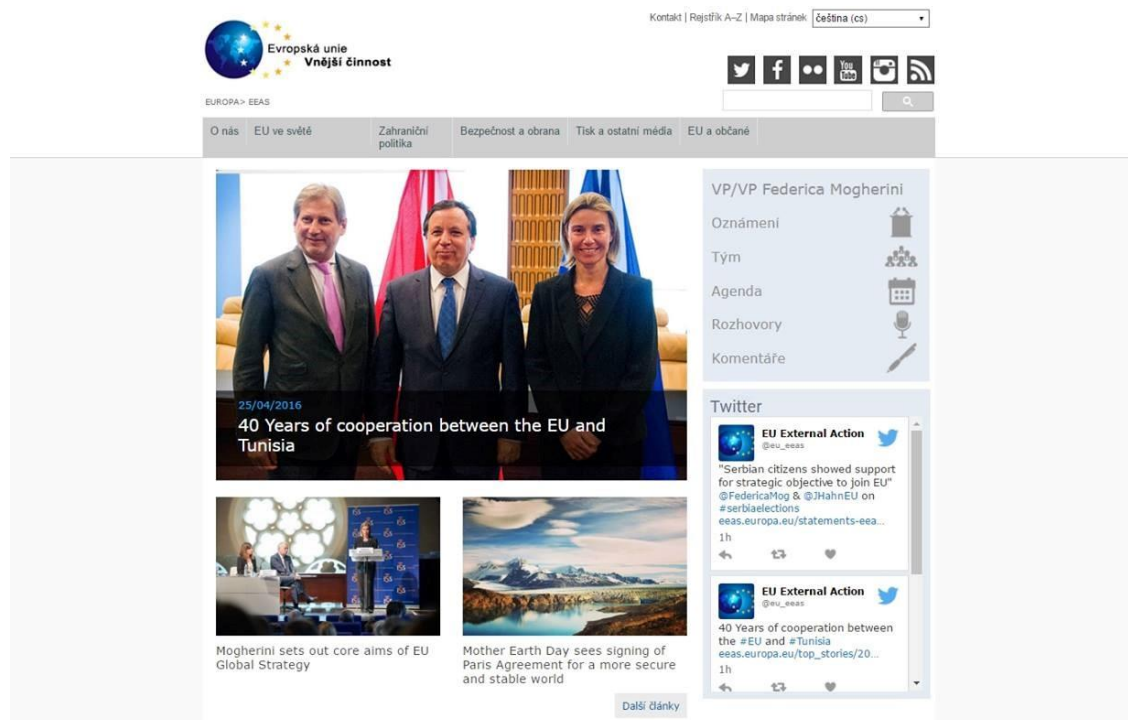 Kontakt | Rejstřík A–Z | Mapa stránek čeština (cs)
Evropská unie
Vnější činnost
You
Tube
EUROPA> EEAS
O nás EU ve světě Zahraniční politika Bezpečnost a obrana Tisk a ostatní média EU a občané
25/04/2016
40 Years of cooperation between the EU and
Tunisia
Mogherini sets out core aims of EU
Global Strategy
Mother Earth Day sees signing of
Paris Agreement for a more secure
and stable world
Další články
VP/VP Federica Mogherini
Oznámení
Tým
Agenda
Rozhovory
Komentáře
Twitter
EU External Action
@eu_eeas
"Serbian citizens showed support
for strategic objective to join EU"
@FedericaMog & @JHahnEU on
#serbiaelections
eeas.europa.eu/statements-eea...
1h
EU External Action
@eu_eeas
40 Years of cooperation between
the #EU and #Tunisia
eeas.europa.eu/top_stories/20...
1h